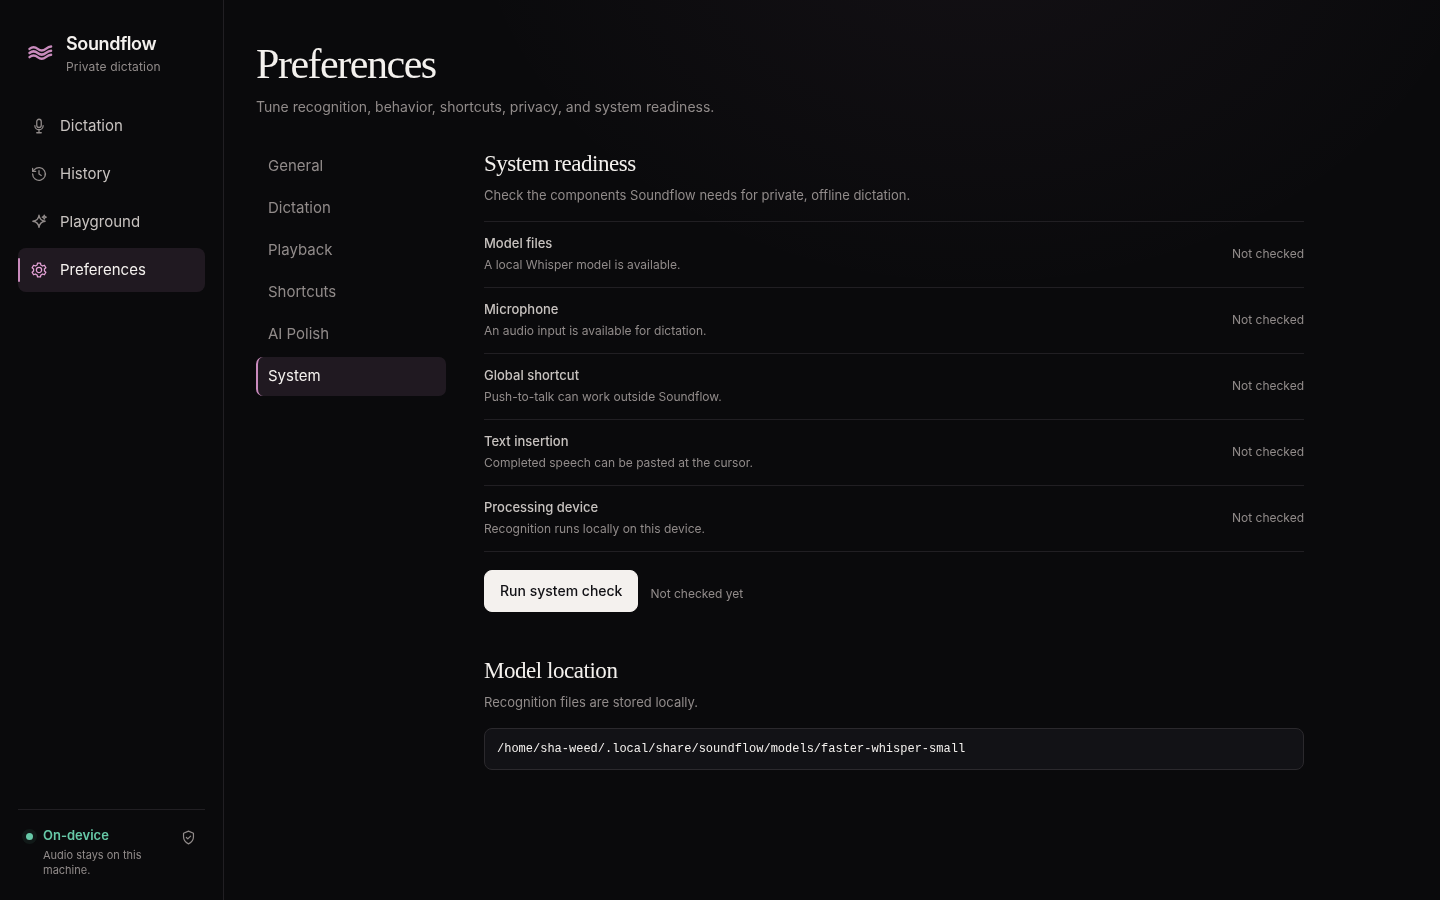 Soundflow
Private dictation
Dictation
History
Playground
Preferences
On-device
Audio stays on this
machine.
Preferences
Tune recognition, behavior, shortcuts, privacy, and system readiness.
General
Dictation
Playback
Shortcuts
AI Polish
System
System readiness
Check the components Soundflow needs for private, offline dictation.
Model files
A local Whisper model is available.
Not checked
Microphone
An audio input is available for dictation.
Not checked
Global shortcut
Push-to-talk can work outside Soundflow.
Not checked
Text insertion
Completed speech can be pasted at the cursor.
Not checked
Processing device
Recognition runs locally on this device.
Not checked
Run system check
Not checked yet
Model location
Recognition files are stored locally.
/home/sha-weed/.local/share/soundflow/models/faster-whisper-small